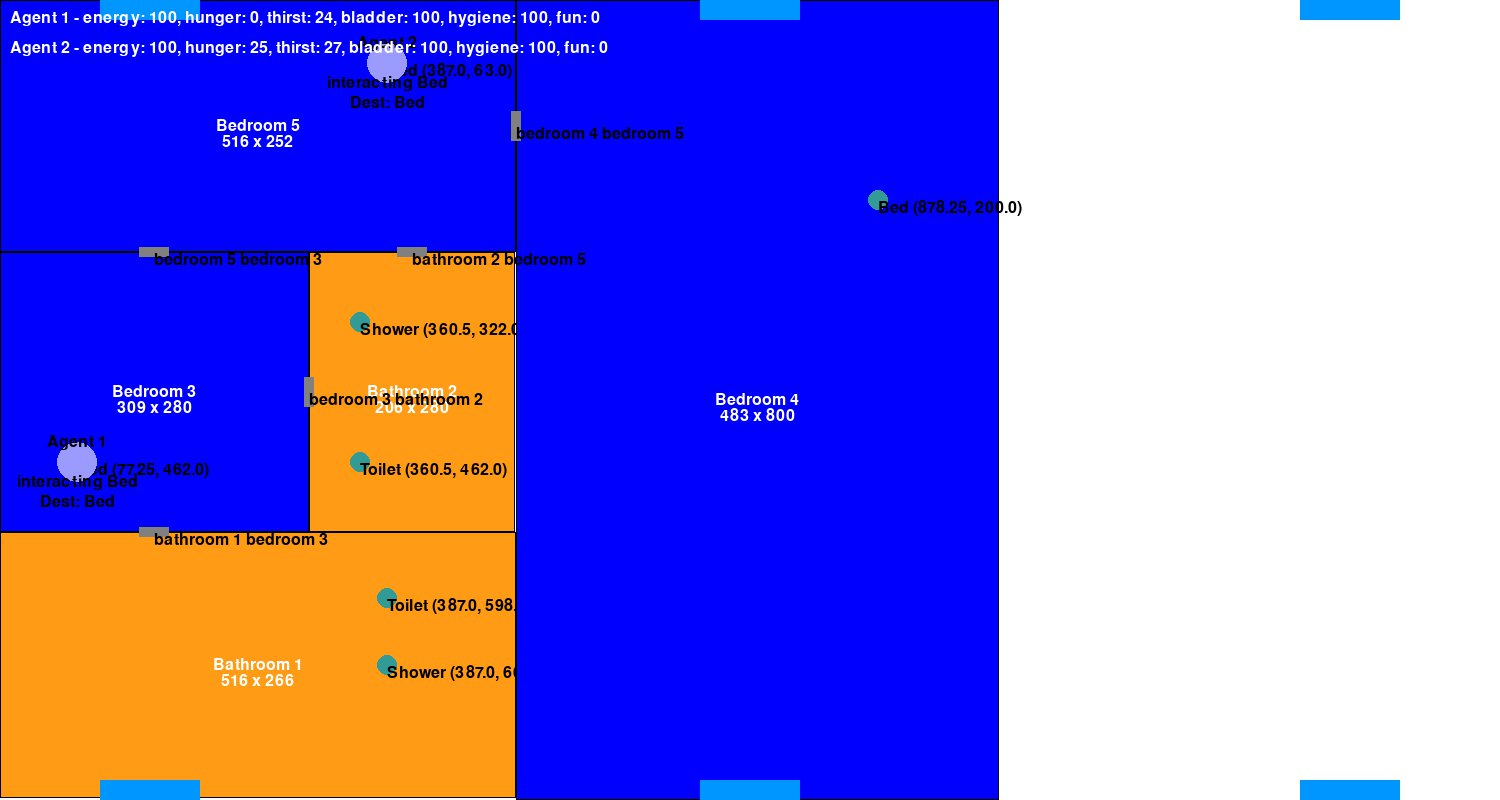 Agent 1 - energy: 100, hunger: 0, thirst: 24, bladder: 100, hygiene: 100, fun: 0
Agent 2 - energy: 100, hunger: 25, thirst: 27, bladder: 100, hygiene: 100, fun: 0
Agent 2
(387.0, 63.0)
interacting Bed
Dest: Bed
Bedroom 5
516 x 252
bedroom 4 bedroom 5
Bed (878.25, 200.0)
bedroom 5 bedroom 3
bathroom 2 bedroom 5
Shower (360.5, 322.0
Bedroom 3
309 x 280
Bathroom 2
206 x 280
bedroom 3 bathroom 2
Bedroom 4
483 x 800
Agent 1
(77.25, 462.0)
interacting Bed
Dest: Bed
Toilet (360.5, 462.0)
bathroom 1 bedroom 3
Toilet (387.0, 598.
Bathroom 1
516 x 266
Shower (387.0,